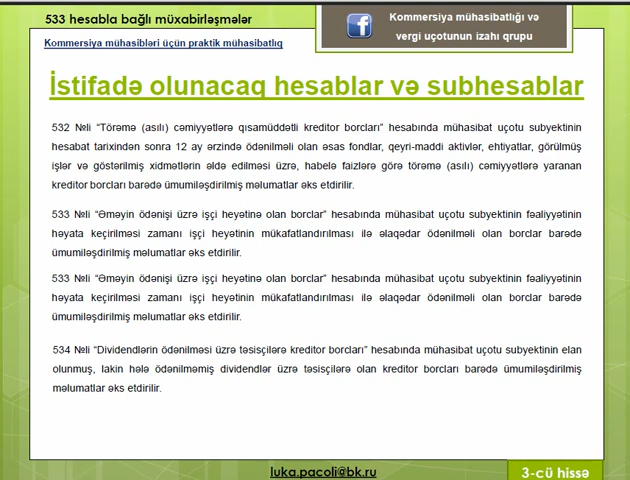 533 hesabla bağlı müxabirləşmələr
Kommersiya mühasibləri üçün praktik mühasibatlıq
Kommersiya mühasibatlığı və
vergi uçotunun izahı qrupu
İstifadə olunacaq hesablar və subhesablar
532 №li “Törəmə (asılı) cəmiyyətlərə qısamüddətli kreditor borcları” hesabında mühasibat uçotu subyektinin
hesabat tarixindən sonra 12 ay ərzində ödənilməli olan əsas fondlar, qeyri-maddi aktivlər, ehtiyatlar, görülmüş
işlər və göstərilmiş xidmətlərin əldə edilməsi üzrə, habelə faizlərə görə törəmə (asılı) cəmiyyətlərə yaranan
kreditor borcları barədə ümumiləşdirilmiş məlumatlar əks etdirilir.
533 №li “Əməyin ödənişi üzrə işçi heyətinə olan borclar” hesabında mühasibat uçotu subyektinin fəaliyyətinin
həyata keçirilməsi zamanı işçi heyətinin mükafatlandırılması ilə əlaqədar ödənilməli olan borclar barədə
ümumiləşdirilmiş məlumatlar əks etdirilir.
533 №li “Əməyin ödənişi üzrə işçi heyətinə olan borclar” hesabında mühasibat uçotu subyektinin fəaliyyətinin
həyata keçirilməsi zamanı işçi heyətinin mükafatlandırılması ilə əlaqədar ödənilməli olan borclar barədə
ümumiləşdirilmiş məlumatlar əks etdirilir.
534 №li “Dividendlərin ödənilməsi üzrə təsisçilərə kreditor borcları” hesabında mühasibat uçotu subyektinin elan
olunmuş, lakin hələ ödənilməmiş dividendlər üzrə təsisçilərə olan kreditor borcları barədə ümumiləşdirilmiş
məlumatlar əks etdirilir.
luka.pacoli@bk.ru
3-cü hissə